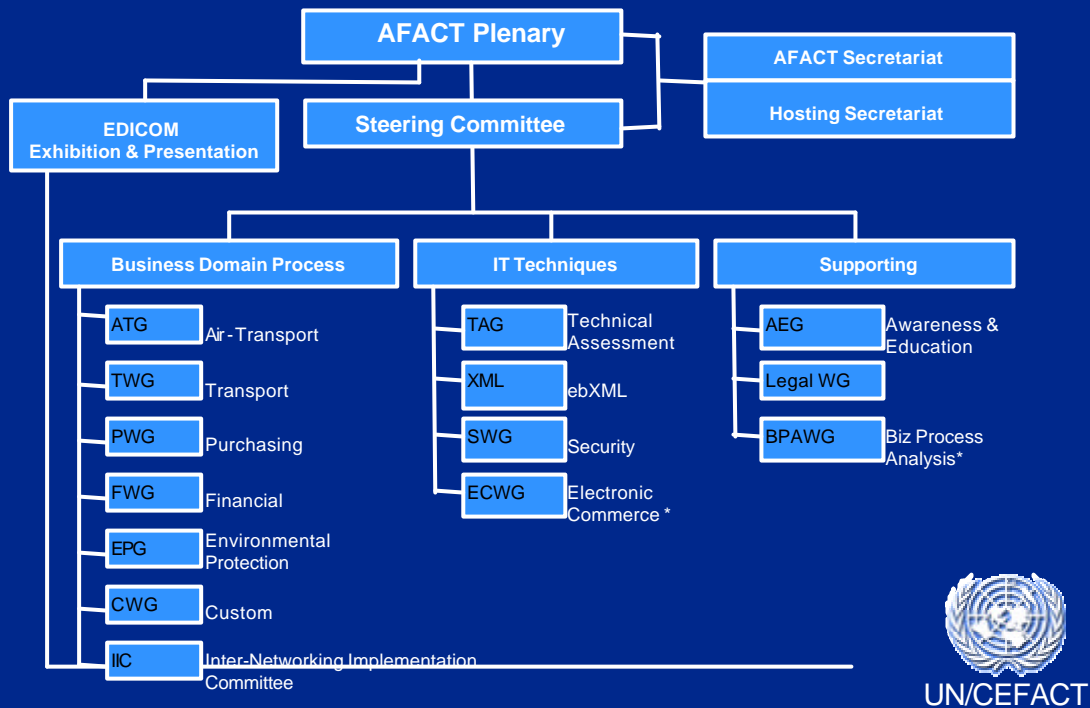 AFACT Plenary
AFACT Secretariat
Hosting Secretariat
EDICOM
Exhibition & Presentation
Steering Committee
Business Domain Process
IT Techniques
Supporting
ATG
Air-Transport
TWG
Transport
PWG
Purchasing
FWG
Financial
EPG
Environmental
Protection
CWG
Custom
IIC
Inter-Networking Implementation
Committee
TAG
Technical
Assessment
XML
ebXML
SWG
Security
ECWG
Electronic
Commerce *
AEG
Awareness &
Education
Legal WG
BPAWG
Biz Process
Analysis*
UN/CEFACT